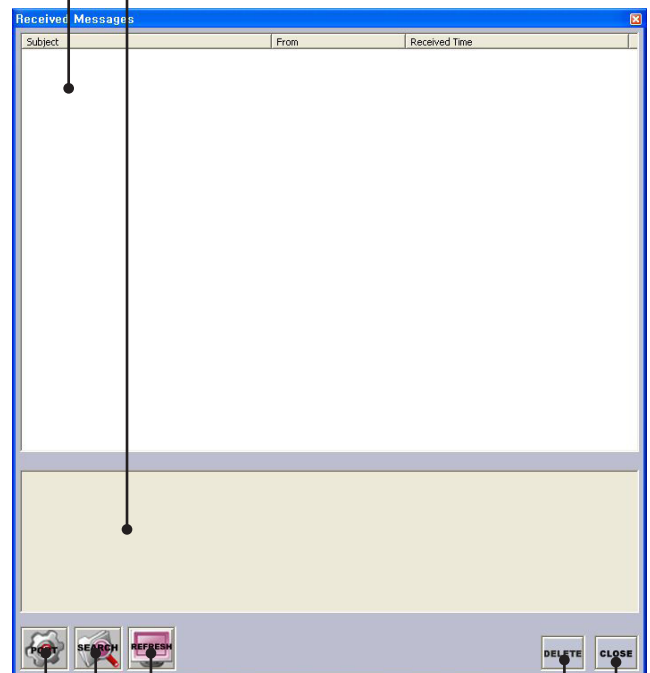 Received Messages
Subject From Received Time
POST SEARCH REFRESH DELETE CLOSE